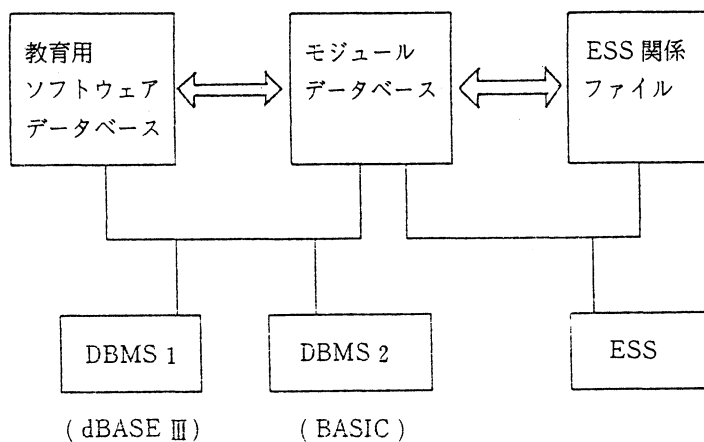 教育用
ソフトウェア
データベース
モジュール
データベース
ESS 関係
ファイル
DBMS 1
DBMS 2
ESS
( dBASE Ⅲ )
( BASIC )